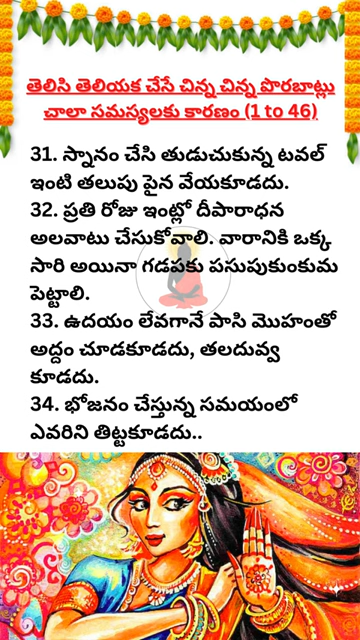 తెలిసి తెలియక చేసే చిన్న చిన్న పొరబాట్లు
చాలా సమస్యలకు కారణం (1 to 46)
31. స్నానం చేసి తుడుచుకున్న టవల్
ఇంటి తలుపు పైన వేయకూడదు.
32. ప్రతి రోజు ఇంట్లో దీపారాధన
అలవాటు చేసుకోవాలి. వారానికి ఒక్క
సారి అయినా గడపకు పసుపుకుంకుమ
పెట్టాలి.
33. ఉదయం లేవగానే పాసి మొహంతో
అద్దం చూడకూడదు, తలదువ్వ
కూడదు.
34. భోజనం చేస్తున్న సమయంలో
ఎవరిని తిట్టకూడదు..